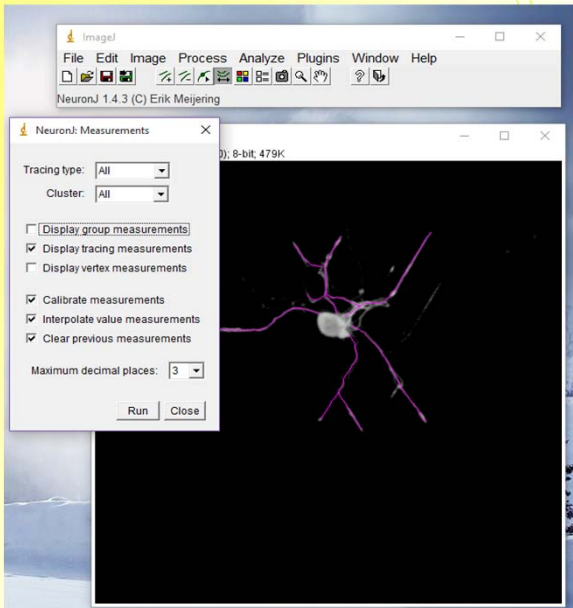 ImageJ
File Edit Image Process Analyze Plugins Window Help
NeuronJ 1.4.3 (C) Erik Meijering
NeuronJ: Measurements
0); 8-bit; 479K
Tracing type: All
Cluster: All
Display group measurements
Display tracing measurements
Display vertex measurements
Calibrate measurements
Interpolate value measurements
Clear previous measurements
Maximum decimal places: 3
Run Close